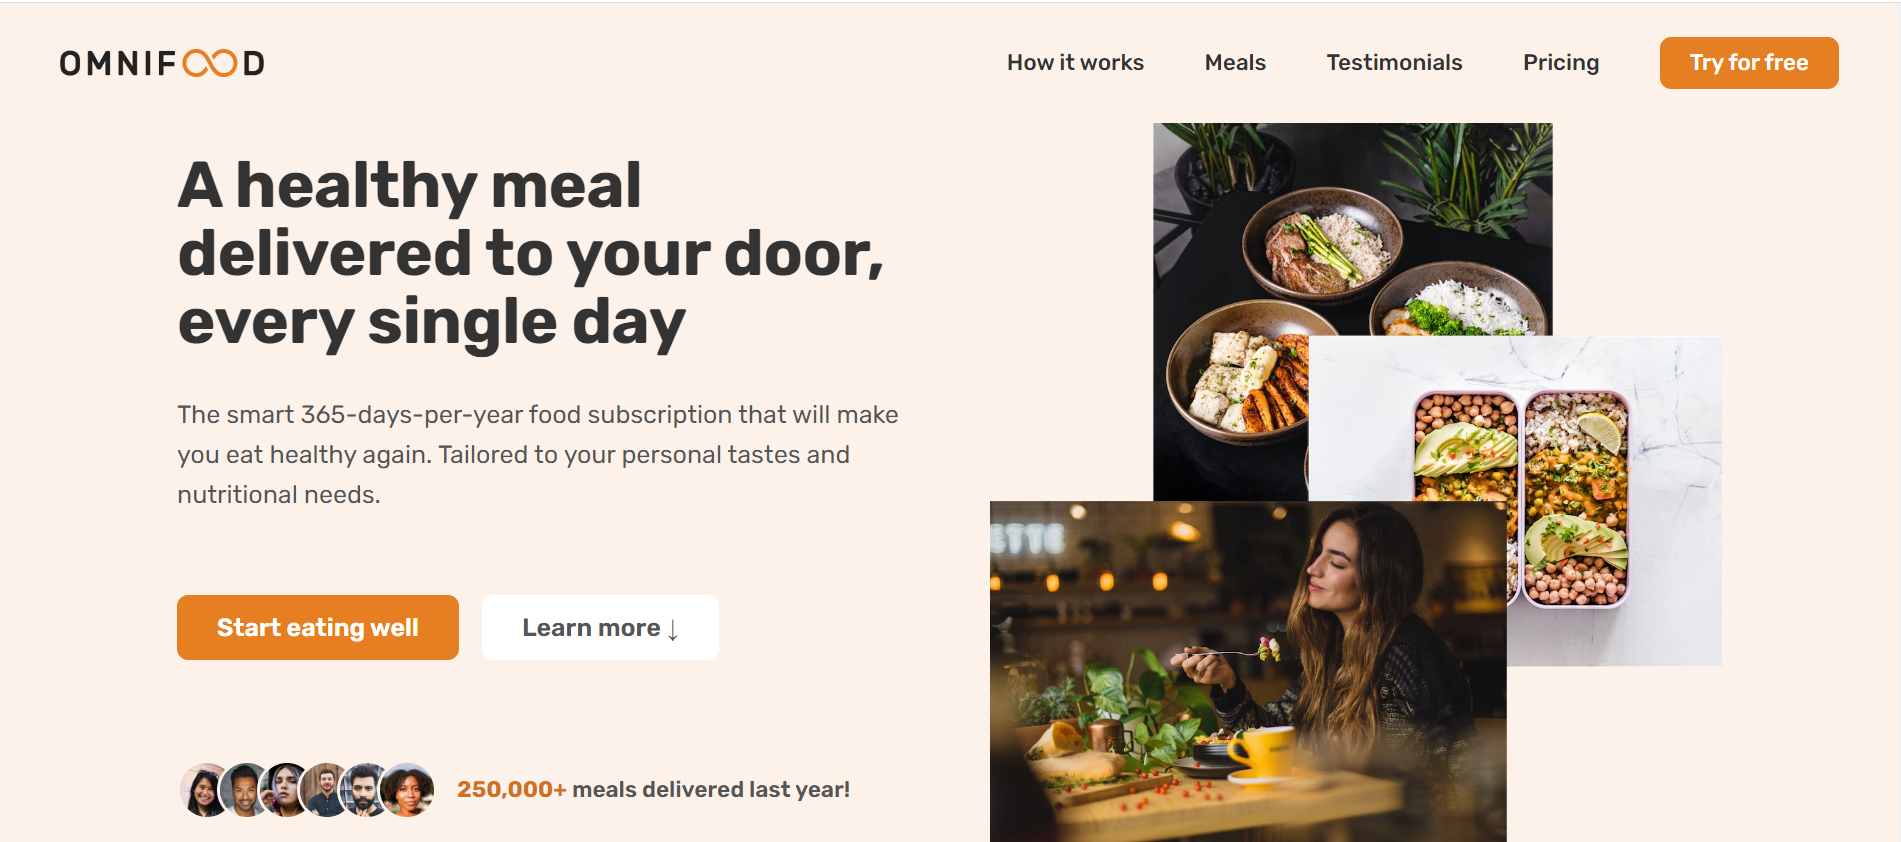 OMNIFOOD
How it works
Meals
Testimonials
Pricing
Try for free
A healthy meal
delivered to your door,
every single day
The smart 365-days-per-year food subscription that will make
you eat healthy again. Tailored to your personal tastes and
nutritional needs.
Start eating well
Learn more ↓
250,000+ meals delivered last year!
ETTE